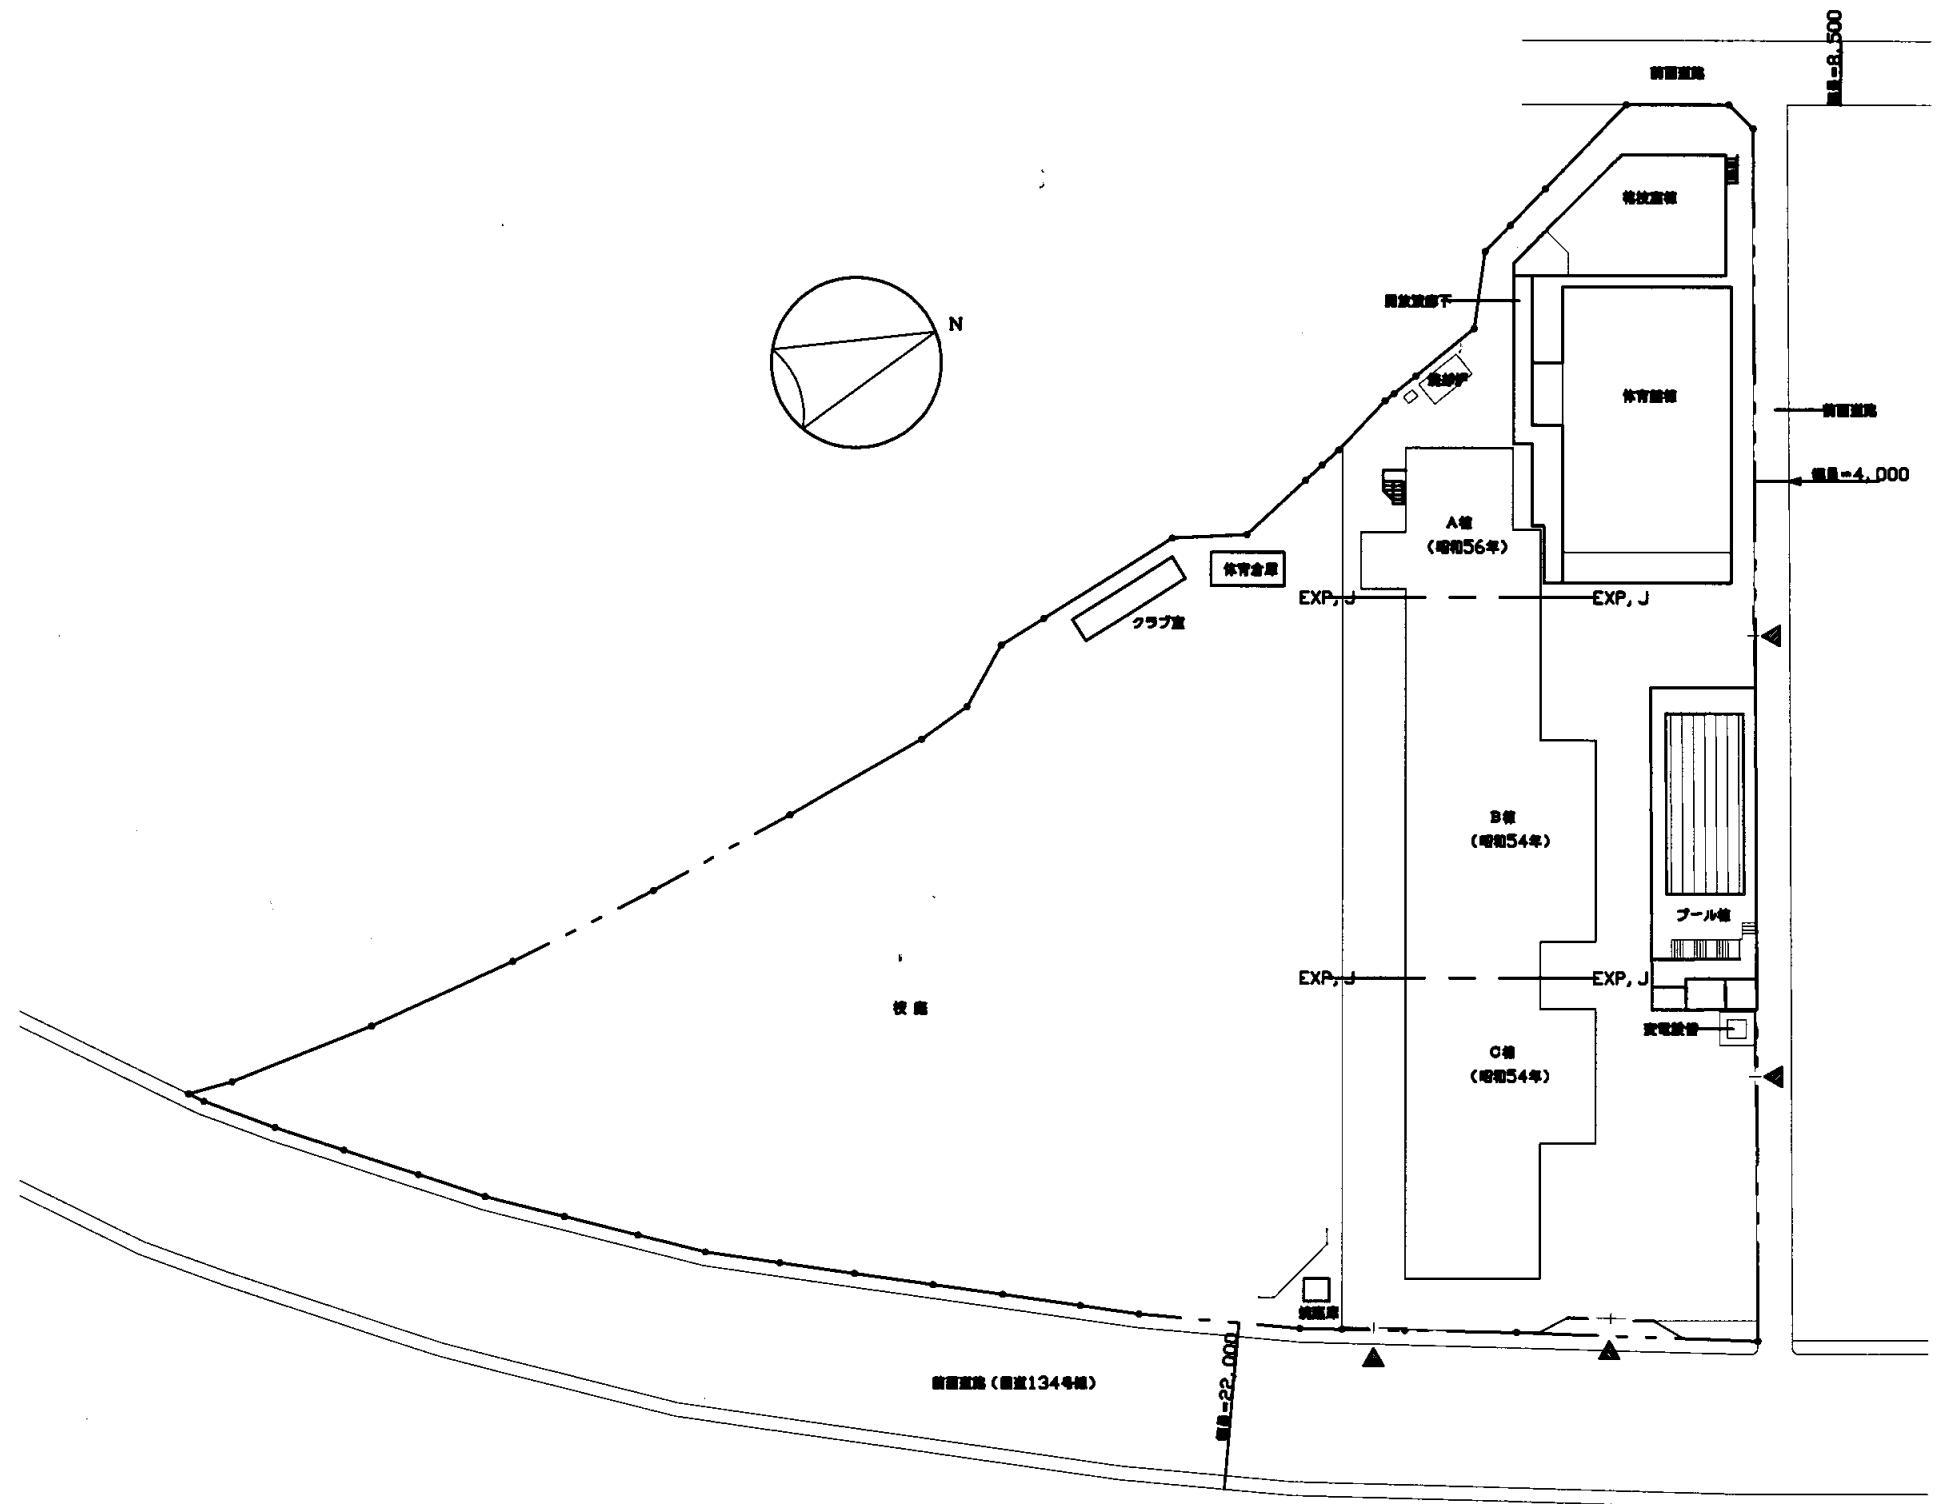 幅員=8,500
前面道路
格技室棟
N
開放渡廊下
焼却炉
体育館棟
前面道路
幅員=4,000
A棟
(昭和56年)
体育倉庫
EXP,J
EXP,J
クラブ室
B棟
(昭和54年)
プール棟
EXP,J
EXP,J
校庭
変電設備
C棟
(昭和54年)
前面道路(国道134号線)
幅員=22,000